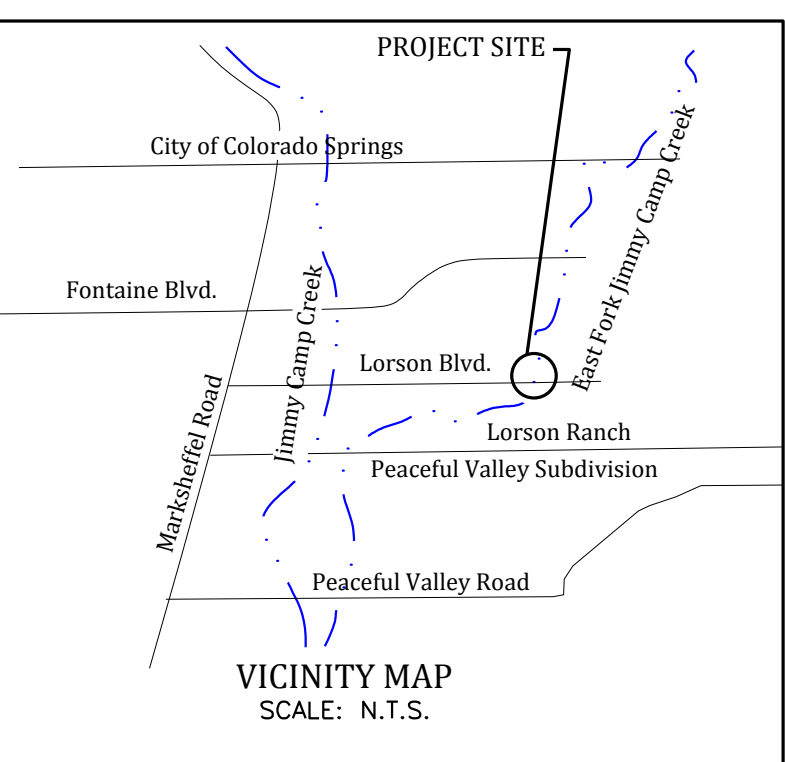 PROJECT SITE
City of Colorado Springs
East Fork Jimmy Camp Creek
Fontaine Blvd.
Jimmy Camp Creek
Lorson Blvd.
Marksheffel Road
Lorson Ranch
Peaceful Valley Subdivision
Peaceful Valley Road
VICINITY MAP
SCALE: N.T.S.